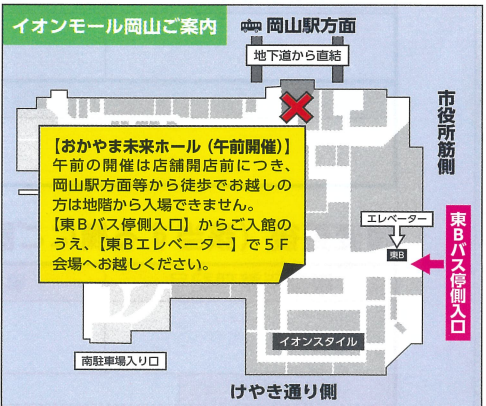 イオンモール岡山ご案内
岡山駅方面
地下道から直結
市役所筋側
【おかやま未来ホール（午前開催）】
午前の開催は店舗開店前につき、
岡山駅方面等から徒歩でお越しの
方は地階から入場できません。
【東Bバス停側入口】からご入館の
うえ、【東Bエレベーター】で５F
会場へお越しください。
エレベーター
東B
東Bバス停側入口
イオンスタイル
南駐車場入り口
けやき通り側